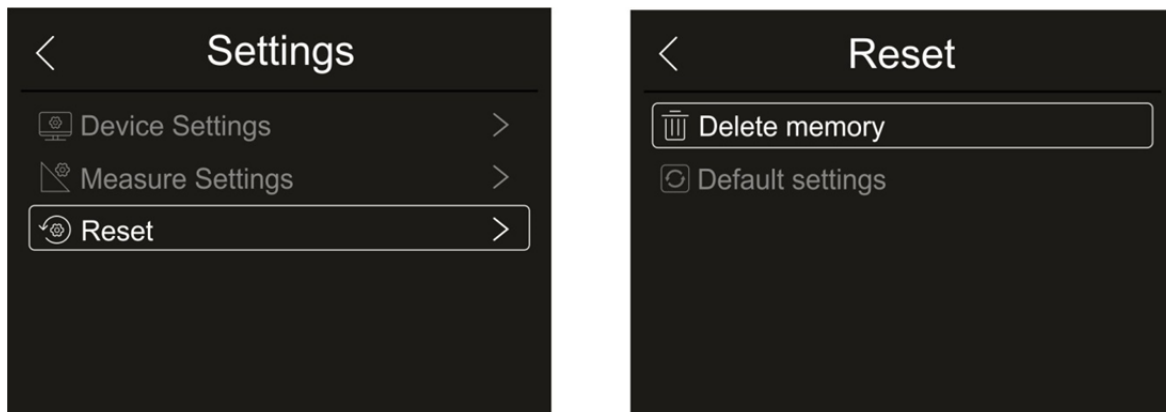 Settings
Device Settings
Measure Settings
Reset
Reset
Delete memory
Default settings